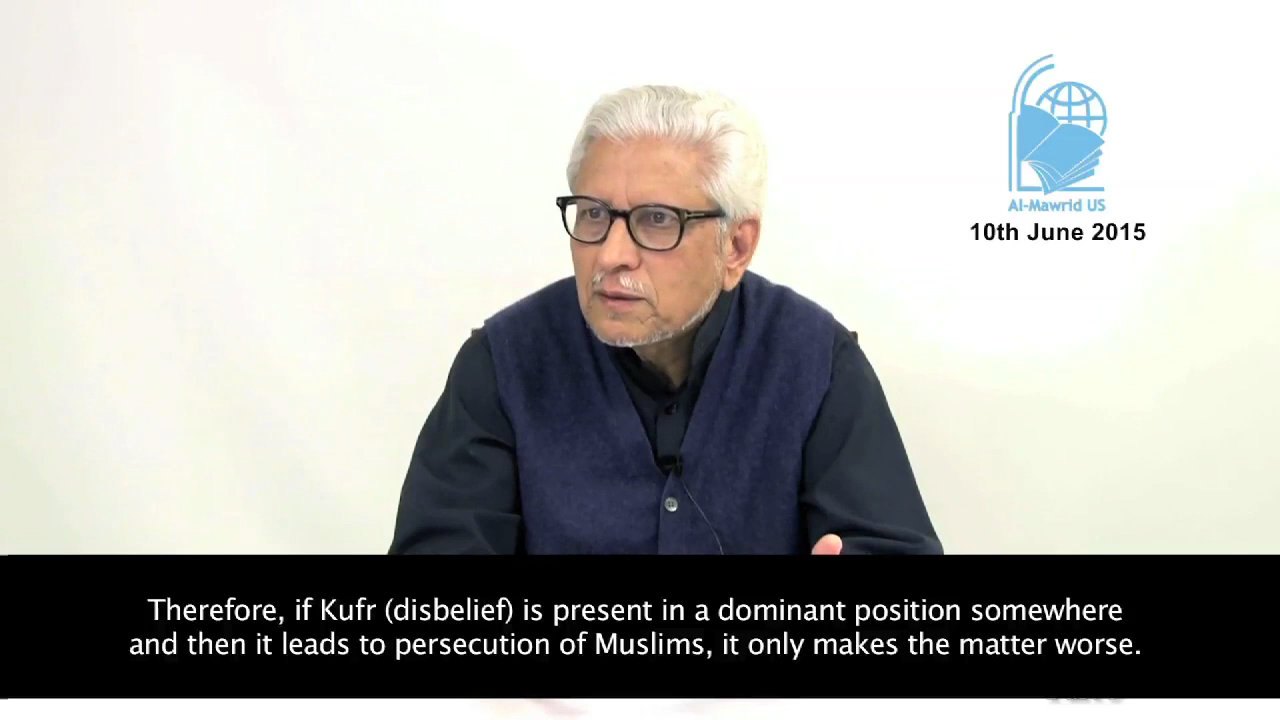 Al-Mawrid US
10th June 2015
Therefore, if Kufr (disbelief) is present in a dominant position somewhere
and then it leads to persecution of Muslims, it only makes the matter worse.